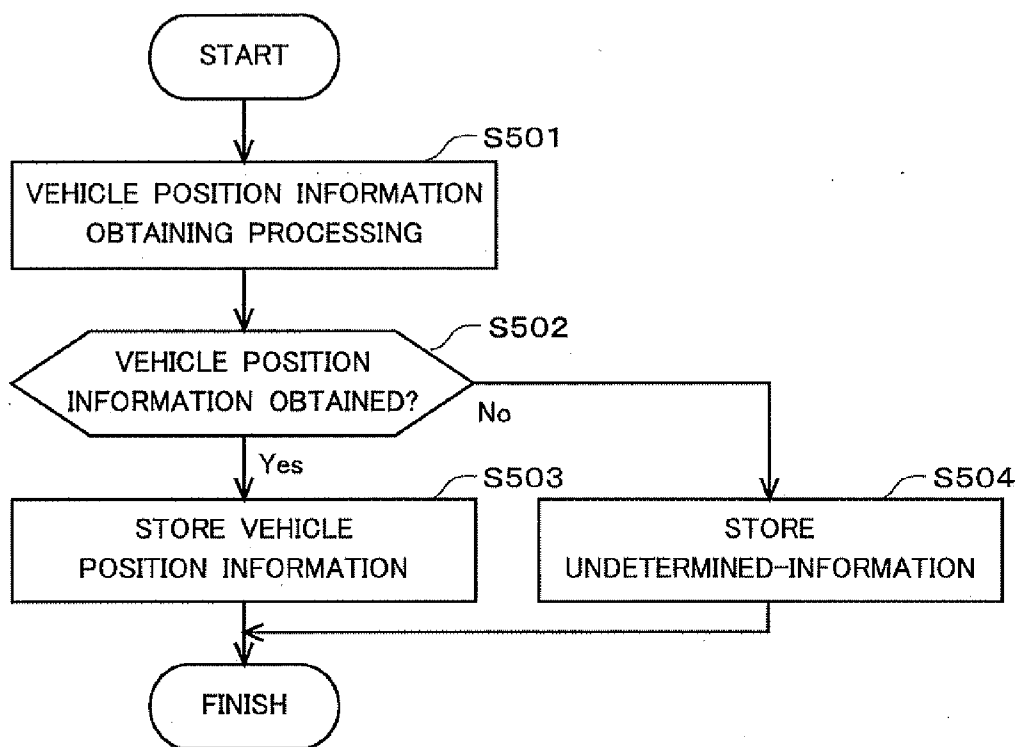 START
S501
VEHICLE POSITION INFORMATION
OBTAINING PROCESSING
S502
VEHICLE POSITION
INFORMATION OBTAINED?
No
Yes
S503
STORE VEHICLE
POSITION INFORMATION
S504
STORE
UNDETERMINED-INFORMATION
FINISH